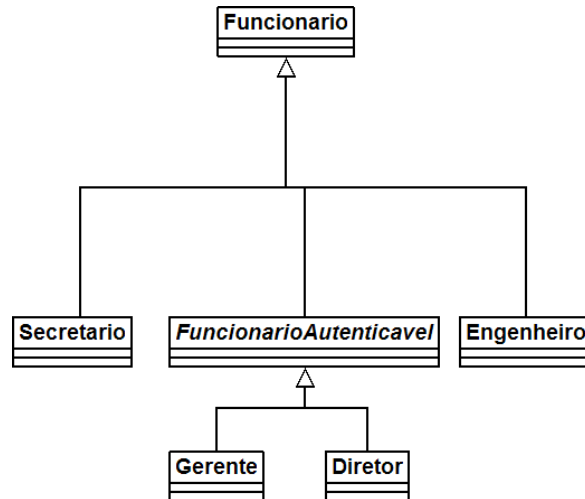 Funcionario
Secretario
FuncionarioAutenticavel
Engenheiro
Gerente
Diretor